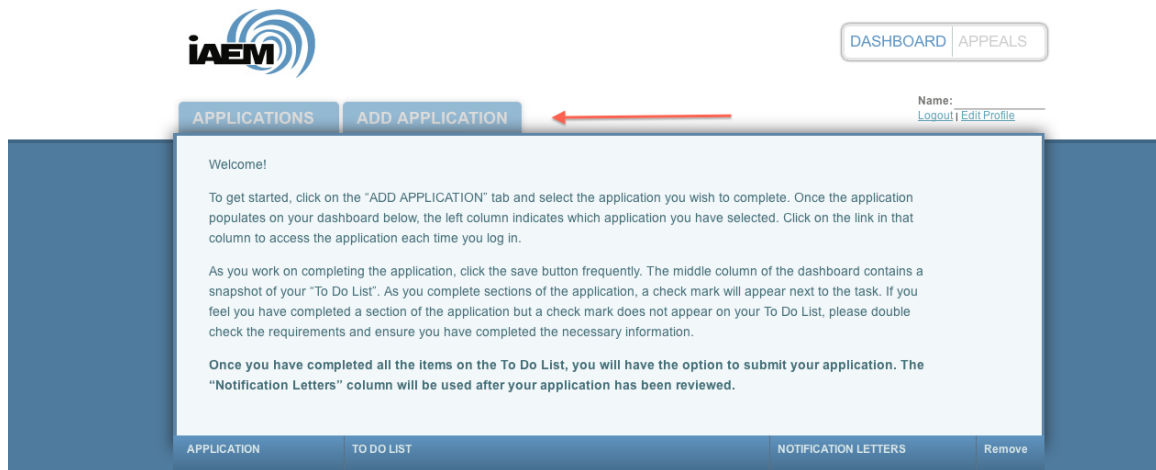 iAEM
DASHBOARD APPEALS
Name:
Logout | Edit Profile
APPLICATIONS ADD APPLICATION
Welcome!
To get started, click on the “ADD APPLICATION” tab and select the application you wish to complete. Once the application
populates on your dashboard below, the left column indicates which application you have selected. Click on the link in that
column to access the application each time you log in.
As you work on completing the application, click the save button frequently. The middle column of the dashboard contains a
snapshot of your “To Do List”. As you complete sections of the application, a check mark will appear next to the task. If you
feel you have completed a section of the application but a check mark does not appear on your To Do List, please double
check the requirements and ensure you have completed the necessary information.
Once you have completed all the items on the To Do List, you will have the option to submit your application. The
“Notification Letters” column will be used after your application has been reviewed.
APPLICATION TO DO LIST NOTIFICATION LETTERS Remove